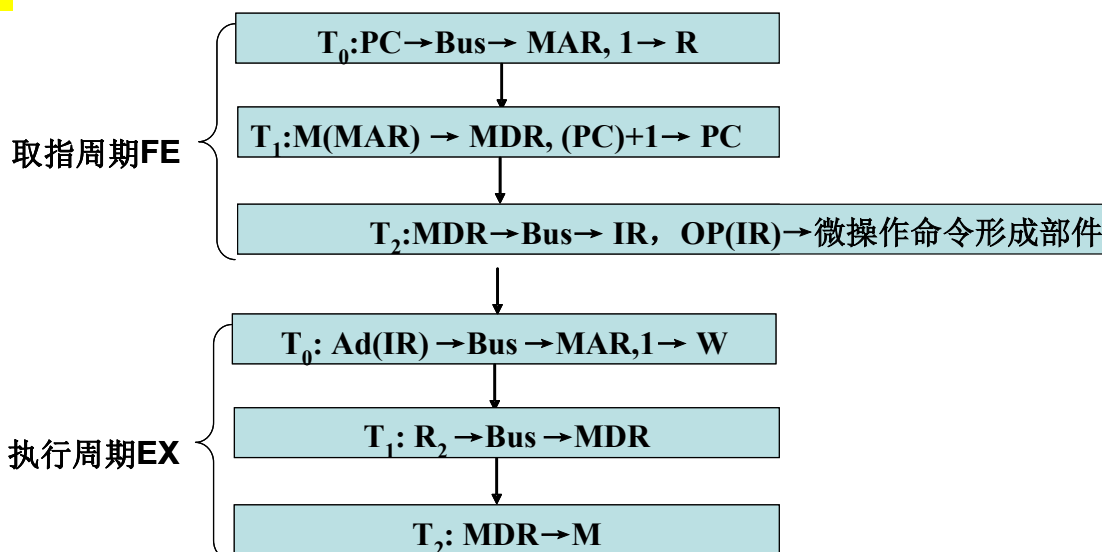 T₀:PC→Bus→ MAR, 1→ R
取指周期FE
T₁:M(MAR) → MDR, (PC)+1→ PC
T₂:MDR→Bus→ IR，OP(IR)→微操作命令形成部件
T₀: Ad(IR) →Bus →MAR,1→ W
执行周期EX
T₁: R₂ →Bus →MDR
T₂: MDR→M